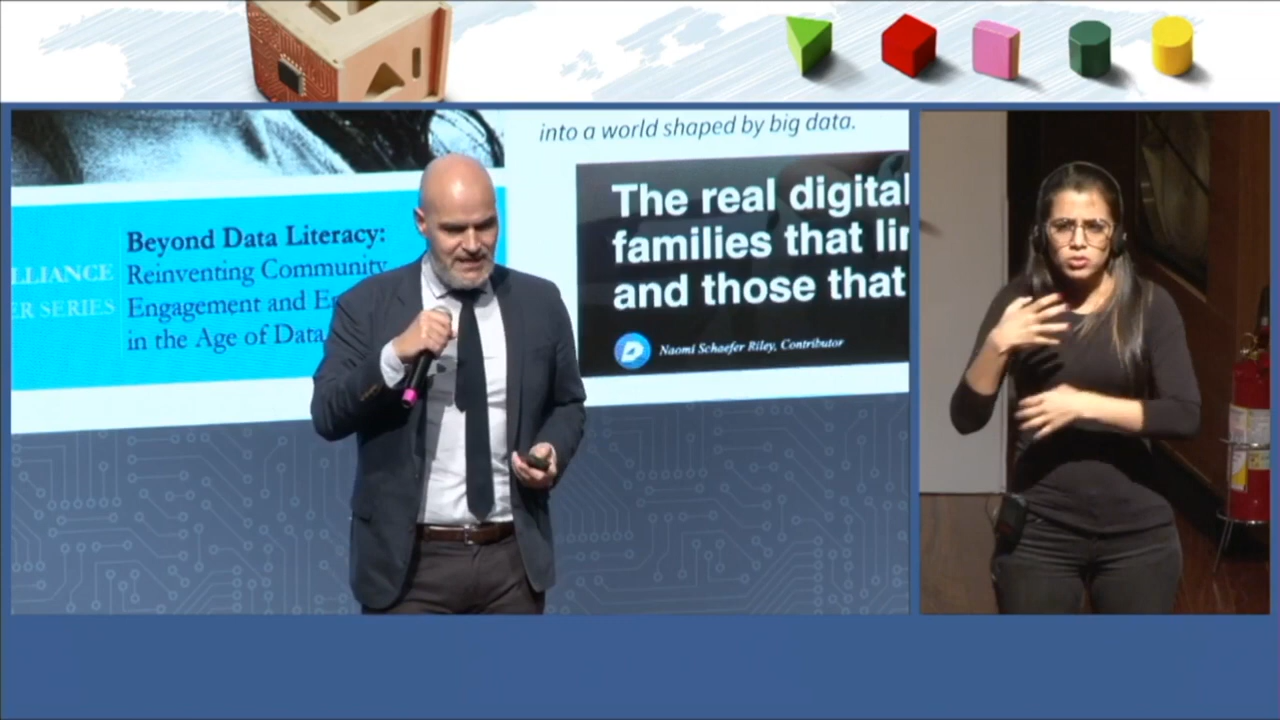 into a world shaped by big data.
Beyond Data Literacy:
LLIANCE
Reinventing Community
ER SERIES
Engagement and E
in the Age of Data
The real digital
families that li
and those that
Naomi Schaefer Riley, Contributor